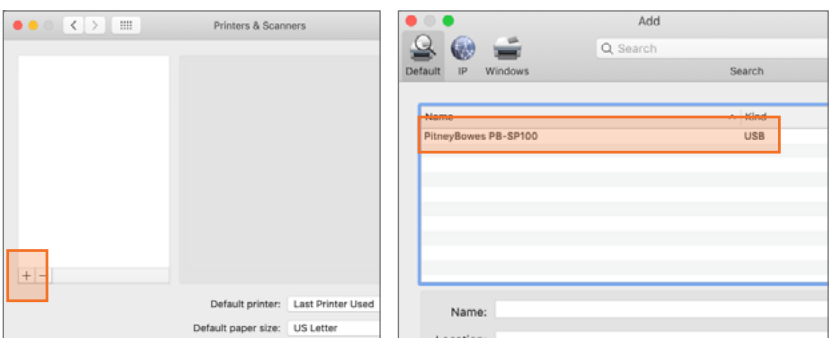 Printers & Scanners
+ -
Default printer: Last Printer Used
Default paper size: US Letter
Add
Default IP Windows
Search
Search
Name Kind
PitneyBowes PB-SP100 USB
Name:
Location: